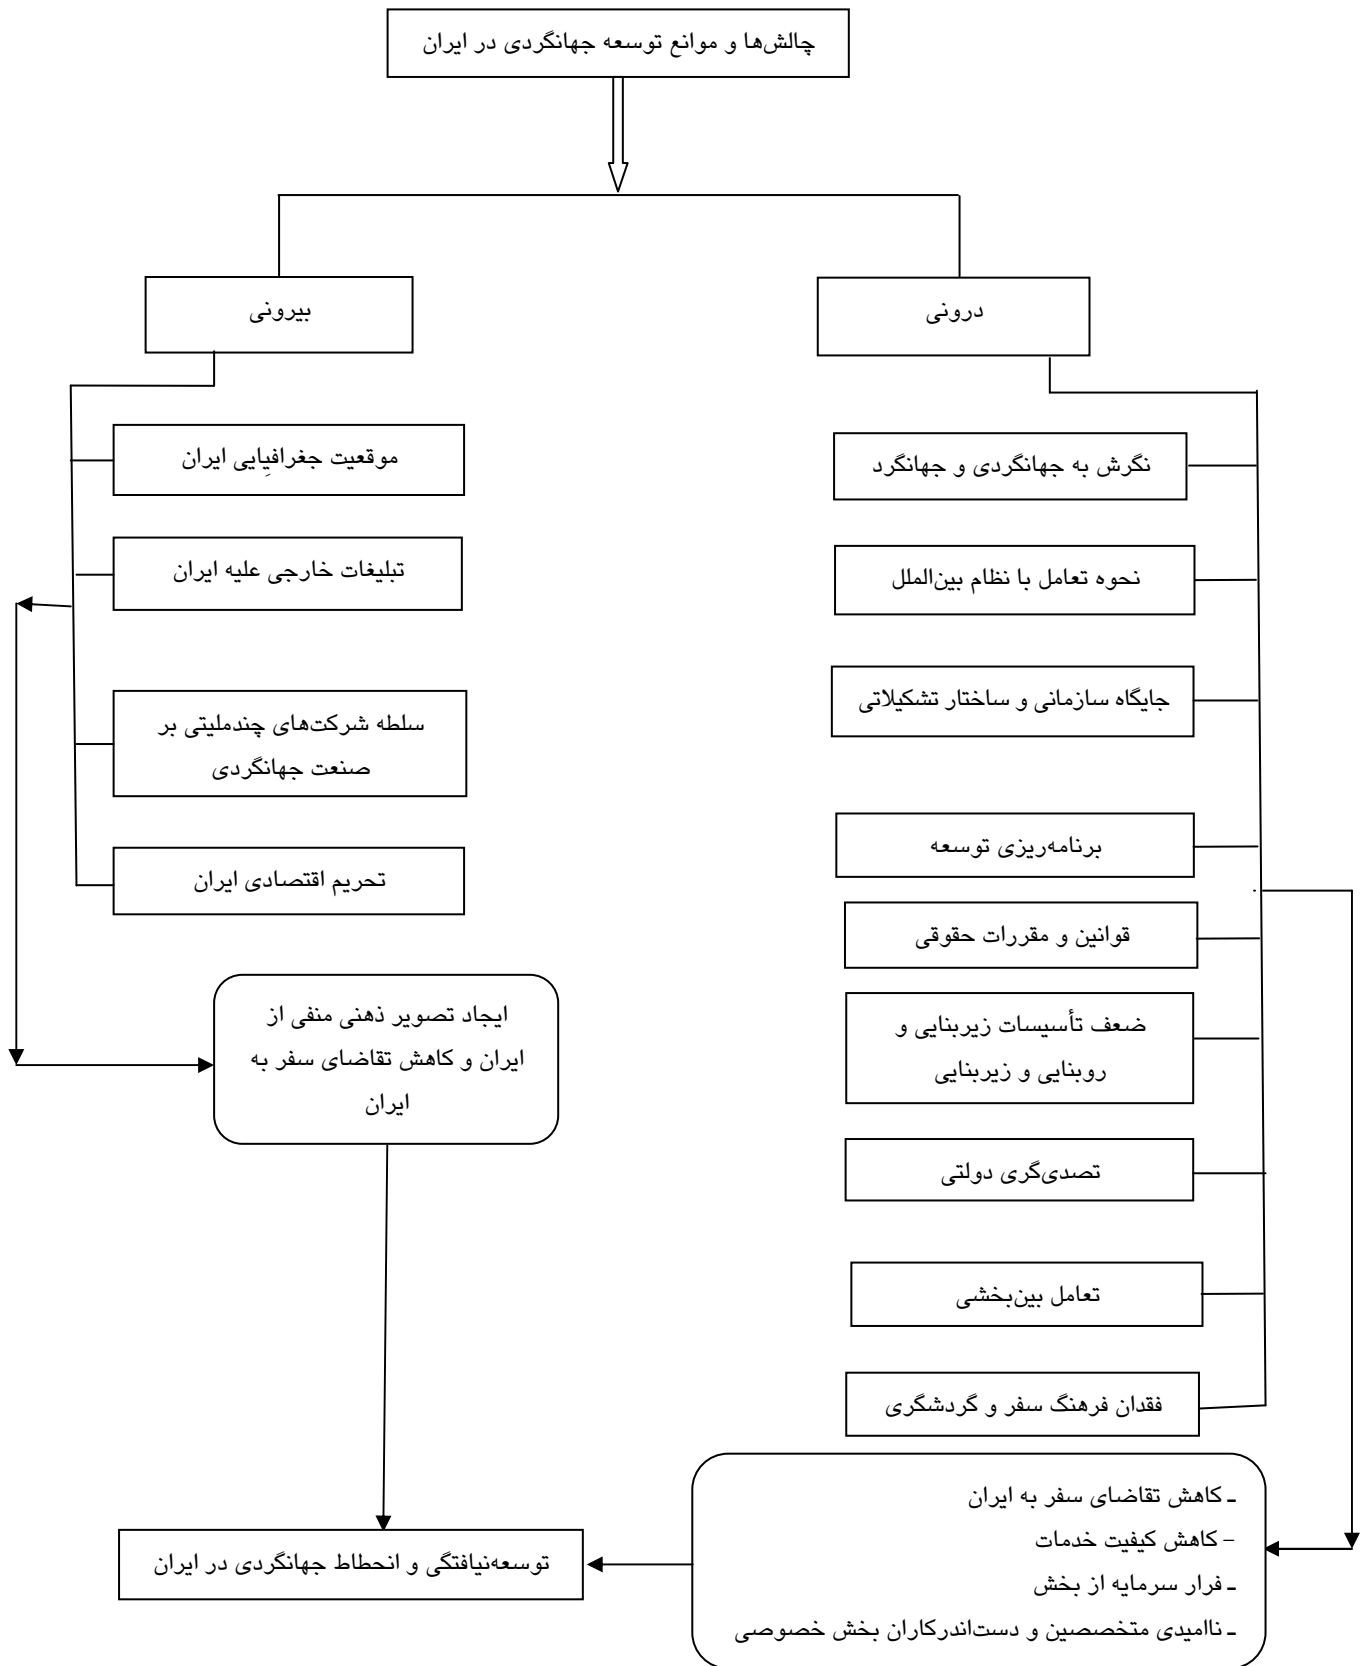 چالش‌ها و موانع توسعه جهانگردی در ایران
درونی
نگرش به جهانگردی و جهانگرد
نحوه تعامل با نظام بین‌الملل
جایگاه سازمانی و ساختار تشکیلاتی
برنامه‌ریزی توسعه
قوانین و مقررات حقوقی
ضعف تأسیسات زیربنایی و
روبنایی و زیربنایی
تصدی‌گری دولتی
تعامل بین‌بخشی
فقدان فرهنگ سفر و گردشگری
ـ کاهش تقاضای سفر به ایران
– کاهش کیفیت خدمات
ـ فرار سرمایه از بخش
ـ ناامیدی متخصصین و دست‌اندرکاران بخش خصوصی
بیرونی
موقعیت جغرافیِایی ایران
تبلیغات خارجی علیه ایران
سلطه شرکت‌های چندملیتی بر
صنعت جهانگردی
تحریم اقتصادی ایران
ایجاد تصویر ذهنی منفی از
ایران و کاهش تقاضای سفر به
ایران
توسعه‌نیافتگی و انحطاط جهانگردی در ایران